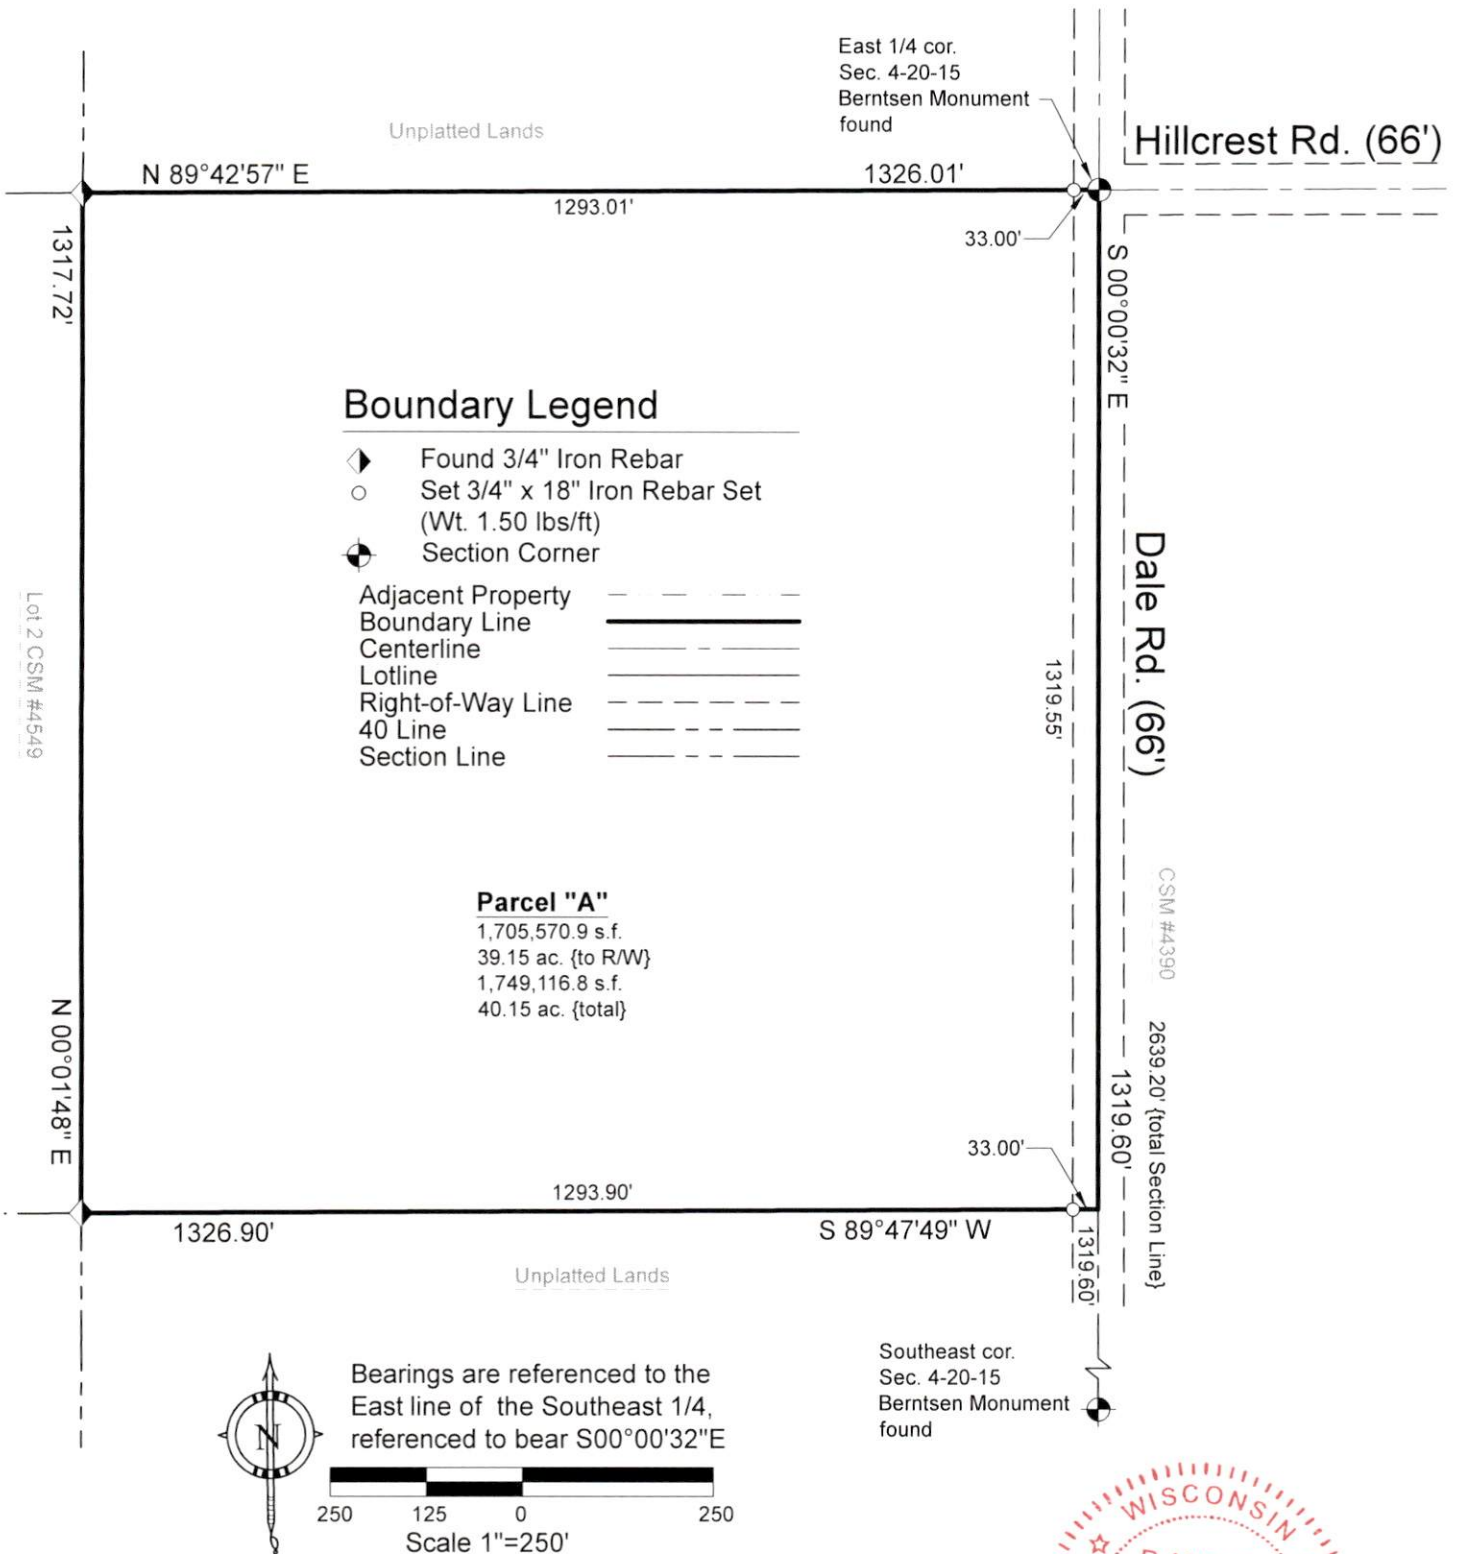 East 1/4 cor.
Sec. 4-20-15
Berntsen Monument
found
Hillcrest Rd. (66')
Unplatted Lands
N 89°42'57" E
1326.01'
1293.01'
33.00'
1317.72'
S 00°00'32" E
Boundary Legend
Found 3/4" Iron Rebar
Set 3/4" x 18" Iron Rebar Set
(Wt. 1.50 lbs/ft)
Section Corner
Adjacent Property
Boundary Line
Centerline
Lotline
Right-of-Way Line
40 Line
Section Line
Lot 2 CSM #4549
1319.55'
Dale Rd. (66')
CSM #4390
Parcel "A"
1,705,570.9 s.f.
39.15 ac. {to R/W}
1,749,116.8 s.f.
40.15 ac. {total}
N 00°01'48" E
1319.60'
2639.20' {total Section Line}
33.00'
1293.90'
1326.90'
S 89°47'49" W
1319.60'
Unplatted Lands
Southeast cor.
Sec. 4-20-15
Berntsen Monument
found
N
Bearings are referenced to the
East line of the Southeast 1/4,
referenced to bear S00°00'32"E
250 125 0 250
Scale 1"=250'
WISCONSIN